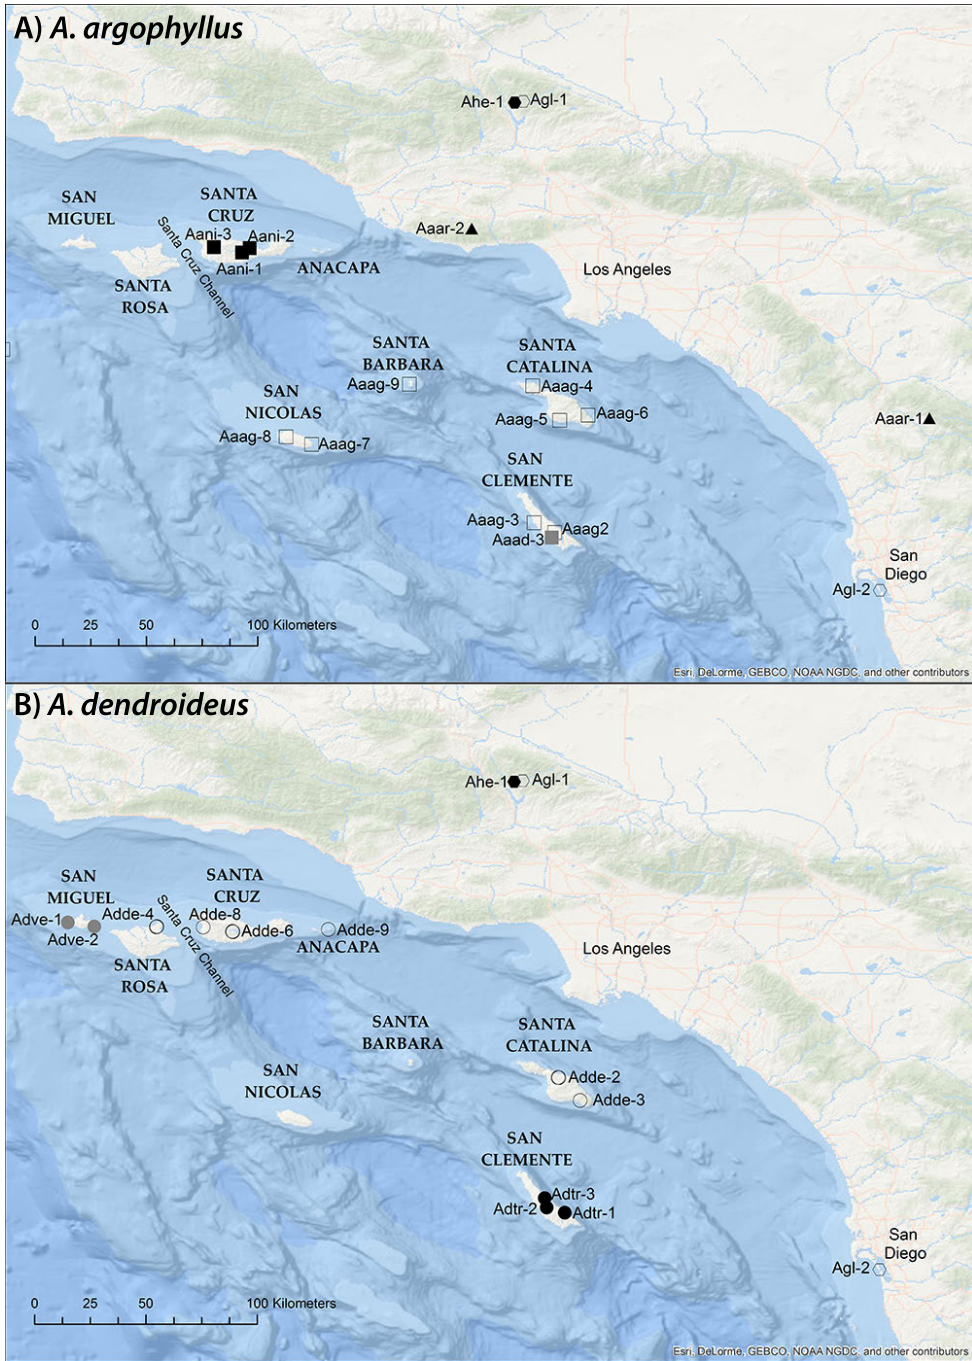 A) A. argophyllus
Ahe-1
Agl-1
SAN
MIGUEL
SANTA
CRUZ
Aaar-2
Aani-3
Aani-2
Aani-1
Santa Cruz Channel
ANACAPA
Los Angeles
SANTA
ROSA
SANTA
BARBARA
SANTA
CATALINA
Aaag-9
Aaag-4
SAN
NICOLAS
Aaag-5
Aaag-6
Aaar-1
Aaag-8
Aaag-7
SAN
CLEMENTE
Aaag-3
Aaag2
Aaad-3
San
Diego
Agl-2
0 25 50 100 Kilometers
Esri, DeLorme, GEBCO, NOAA NGDC, and other contributors
B) A. dendroideus
Ahe-1
Agl-1
SAN
MIGUEL
SANTA
CRUZ
Adve-1
Adde-4
Adde-8
Adve-2
Adde-6
Adde-9
Santa Cruz Channel
ANACAPA
Los Angeles
SANTA
ROSA
SANTA
BARBARA
SANTA
CATALINA
SAN
NICOLAS
Adde-2
Adde-3
SAN
CLEMENTE
Adtr-3
Adtr-2
Adtr-1
San
Diego
Agl-2
0 25 50 100 Kilometers
Esri, DeLorme, GEBCO, NOAA NGDC, and other contributors